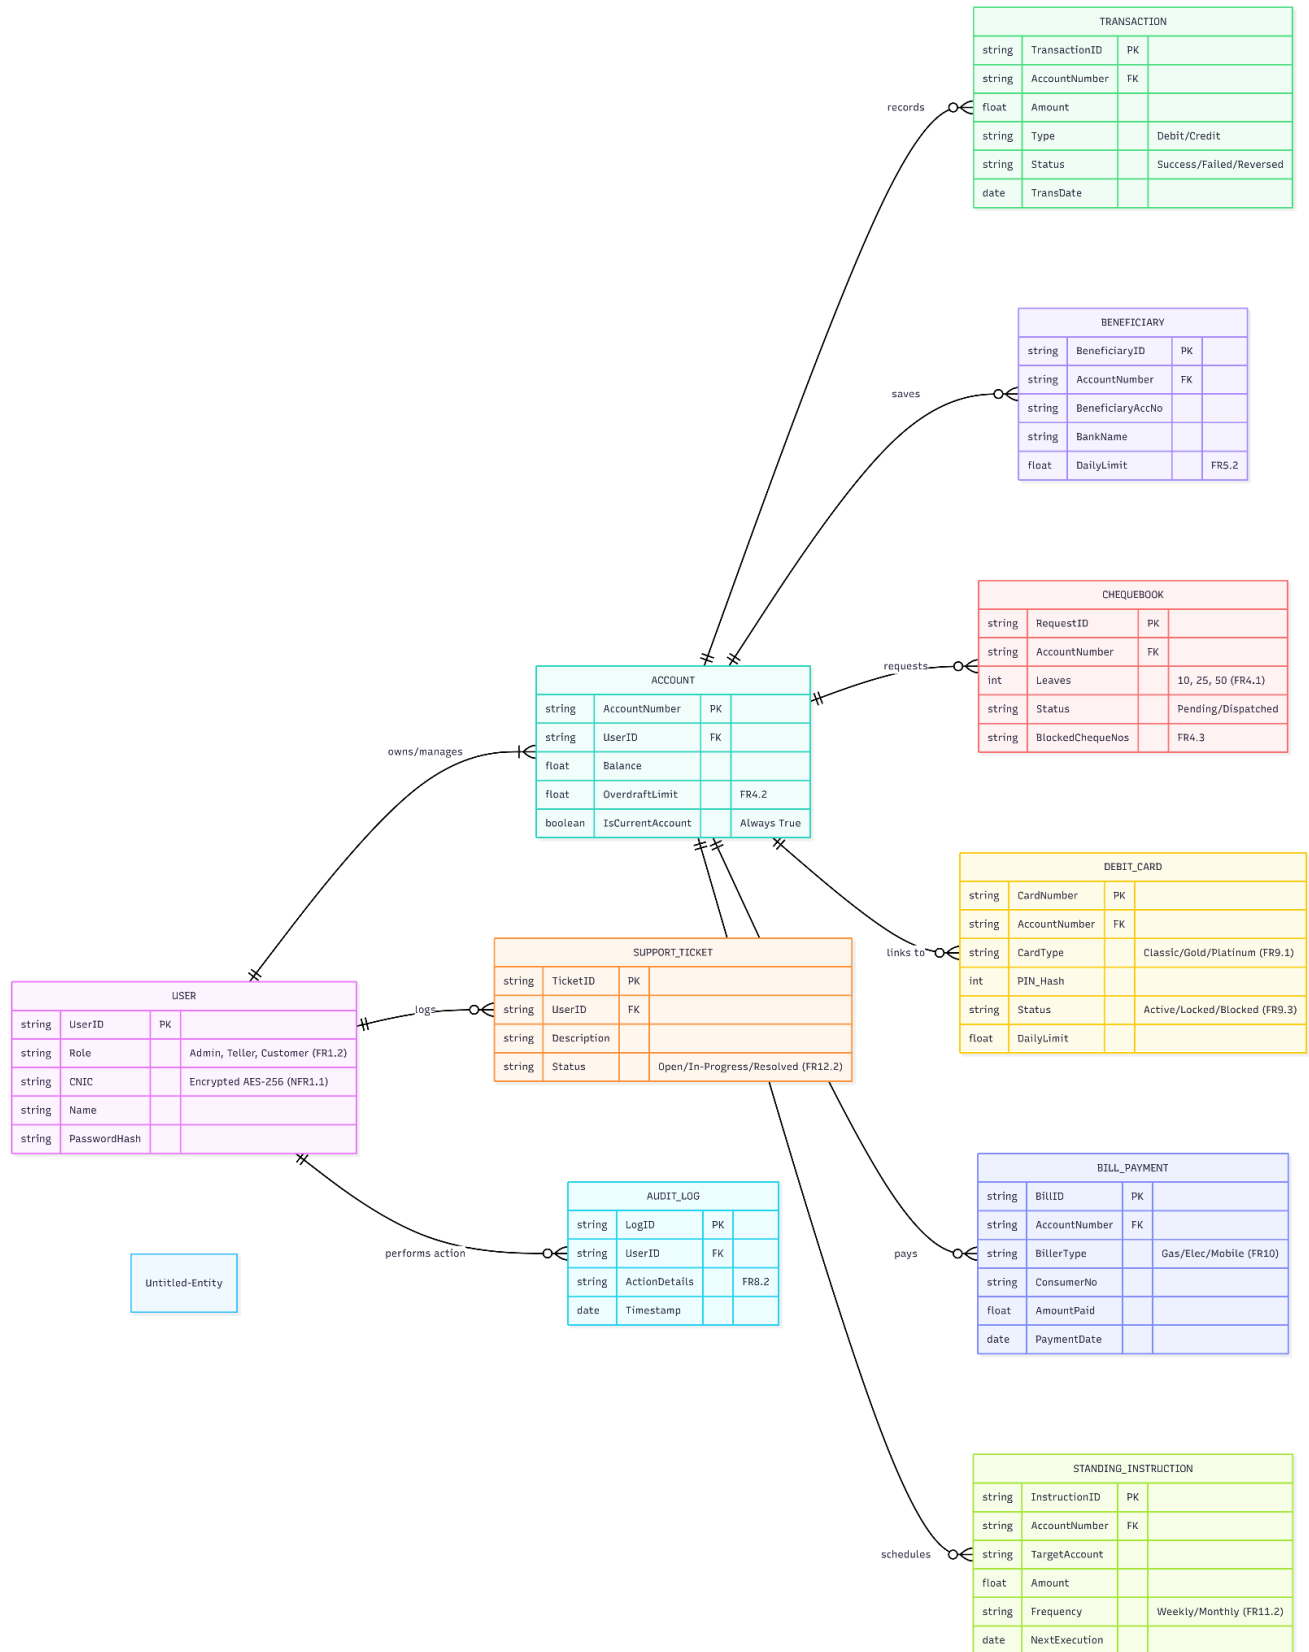 TRANSACTION
string TransactionID PK
string AccountNumber FK
float Amount
string Type Debit/Credit
string Status Success/Failed/Reversed
date TransDate
records
BENEFICIARY
string BeneficiaryID PK
string AccountNumber FK
string BeneficiaryAccNo
string BankName
float DailyLimit FR5.2
saves
CHEQUEBOOK
string RequestID PK
string AccountNumber FK
int Leaves 10, 25, 50 (FR4.1)
string Status Pending/Dispatched
string BlockedChequeNos FR4.3
requests
ACCOUNT
string AccountNumber PK
string UserID FK
float Balance
float OverdraftLimit FR4.2
boolean IsCurrentAccount Always True
owns/manages
DEBIT_CARD
string CardNumber PK
string AccountNumber FK
string CardType Classic/Gold/Platinum (FR9.1)
int PIN_Hash
string Status Active/Locked/Blocked (FR9.3)
float DailyLimit
links to
SUPPORT_TICKET
string TicketID PK
string UserID FK
string Description
string Status Open/In-Progress/Resolved (FR12.2)
logs
USER
string UserID PK
string Role Admin, Teller, Customer (FR1.2)
string CNIC Encrypted AES-256 (NFR1.1)
string Name
string PasswordHash
BILL_PAYMENT
string BillID PK
string AccountNumber FK
string BillerType Gas/Elec/Mobile (FR10)
string ConsumerNo
float AmountPaid
date PaymentDate
pays
AUDIT_LOG
string LogID PK
string UserID FK
string ActionDetails FR8.2
date Timestamp
performs action
Untitled-Entity
STANDING_INSTRUCTION
string InstructionID PK
string AccountNumber FK
string TargetAccount
float Amount
string Frequency Weekly/Monthly (FR11.2)
date NextExecution
schedules